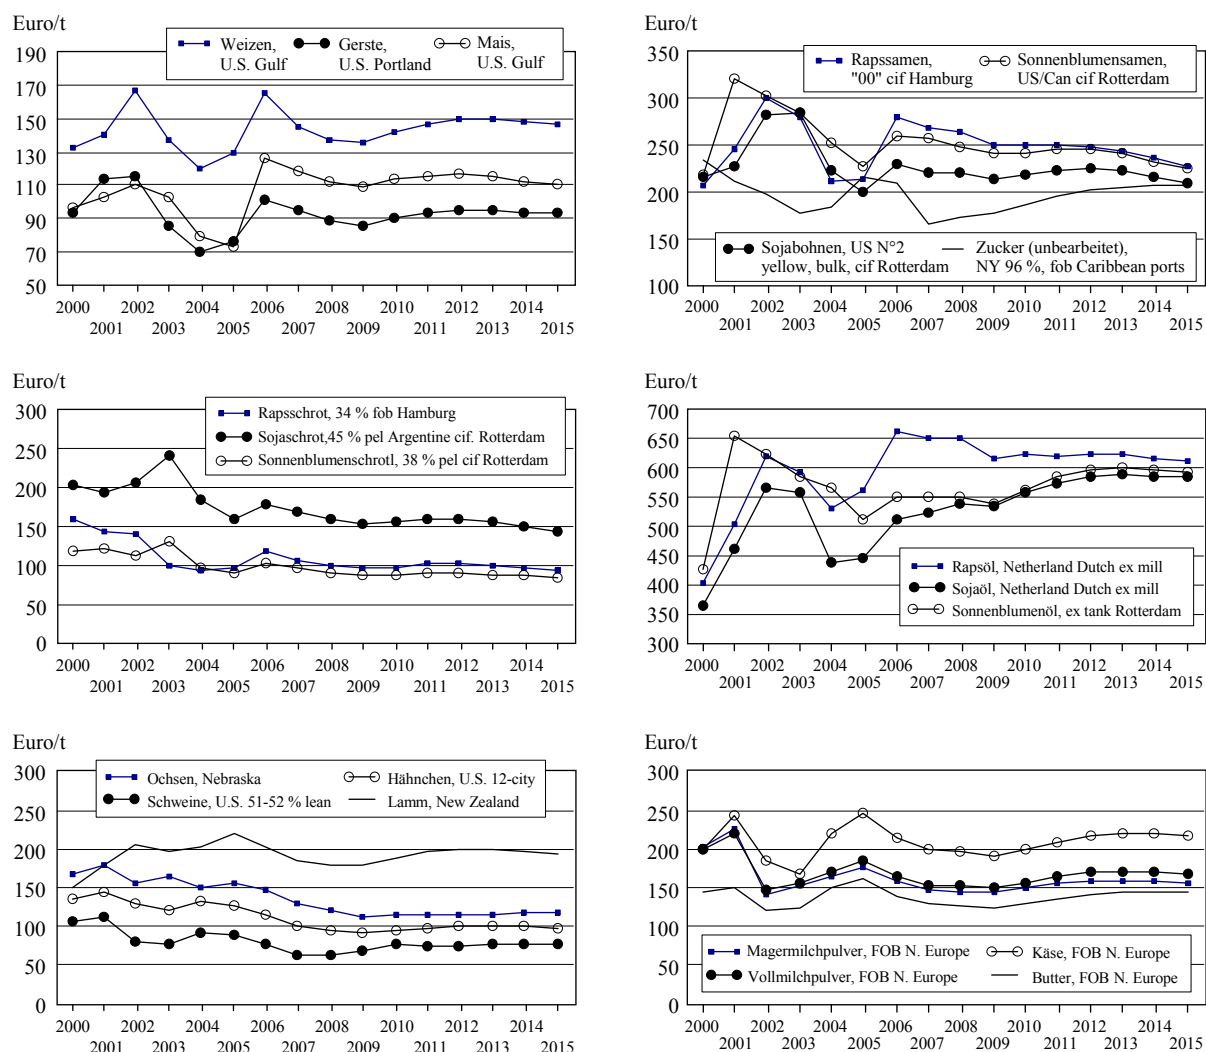 Euro/t
Weizen, U.S. Gulf
Gerste, U.S. Portland
Mais, U.S. Gulf
190
170
150
130
110
90
70
50
2000 2002 2004 2006 2008 2010 2012 2014
2001 2003 2005 2007 2009 2011 2013 2015
Euro/t
Rapssamen, "00" cif Hamburg
Sonnenblumensamen, US/Can cif Rotterdam
350
300
250
200
150
100
Sojabohnen, US N°2 yellow, bulk, cif Rotterdam
Zucker (unbearbeitet), NY 96 %, fob Caribbean ports
2000 2002 2004 2006 2008 2010 2012 2014
2001 2003 2005 2007 2009 2011 2013 2015
Euro/t
Rapsschrot, 34 % fob Hamburg
Sojaschrot,45 % pel Argentine cif. Rotterdam
Sonnenblumenschrotl, 38 % pel cif Rotterdam
300
250
200
150
100
50
0
2000 2002 2004 2006 2008 2010 2012 2014
2001 2003 2005 2007 2009 2011 2013 2015
Euro/t
700
650
600
550
500
450
400
350
300
Rapsöl, Netherland Dutch ex mill
Sojaöl, Netherland Dutch ex mill
Sonnenblumenöl, ex tank Rotterdam
2000 2002 2004 2006 2008 2010 2012 2014
2001 2003 2005 2007 2009 2011 2013 2015
Euro/t
Ochsen, Nebraska
Hähnchen, U.S. 12-city
Schweine, U.S. 51-52 % lean
Lamm, New Zealand
300
250
200
150
100
50
0
2000 2002 2004 2006 2008 2010 2012 2014
2001 2003 2005 2007 2009 2011 2013 2015
Euro/t
300
250
200
150
100
50
0
Magermilchpulver, FOB N. Europe
Käse, FOB N. Europe
Vollmilchpulver, FOB N. Europe
Butter, FOB N. Europe
2000 2002 2004 2006 2008 2010 2012 2014
2001 2003 2005 2007 2009 2011 2013 2015